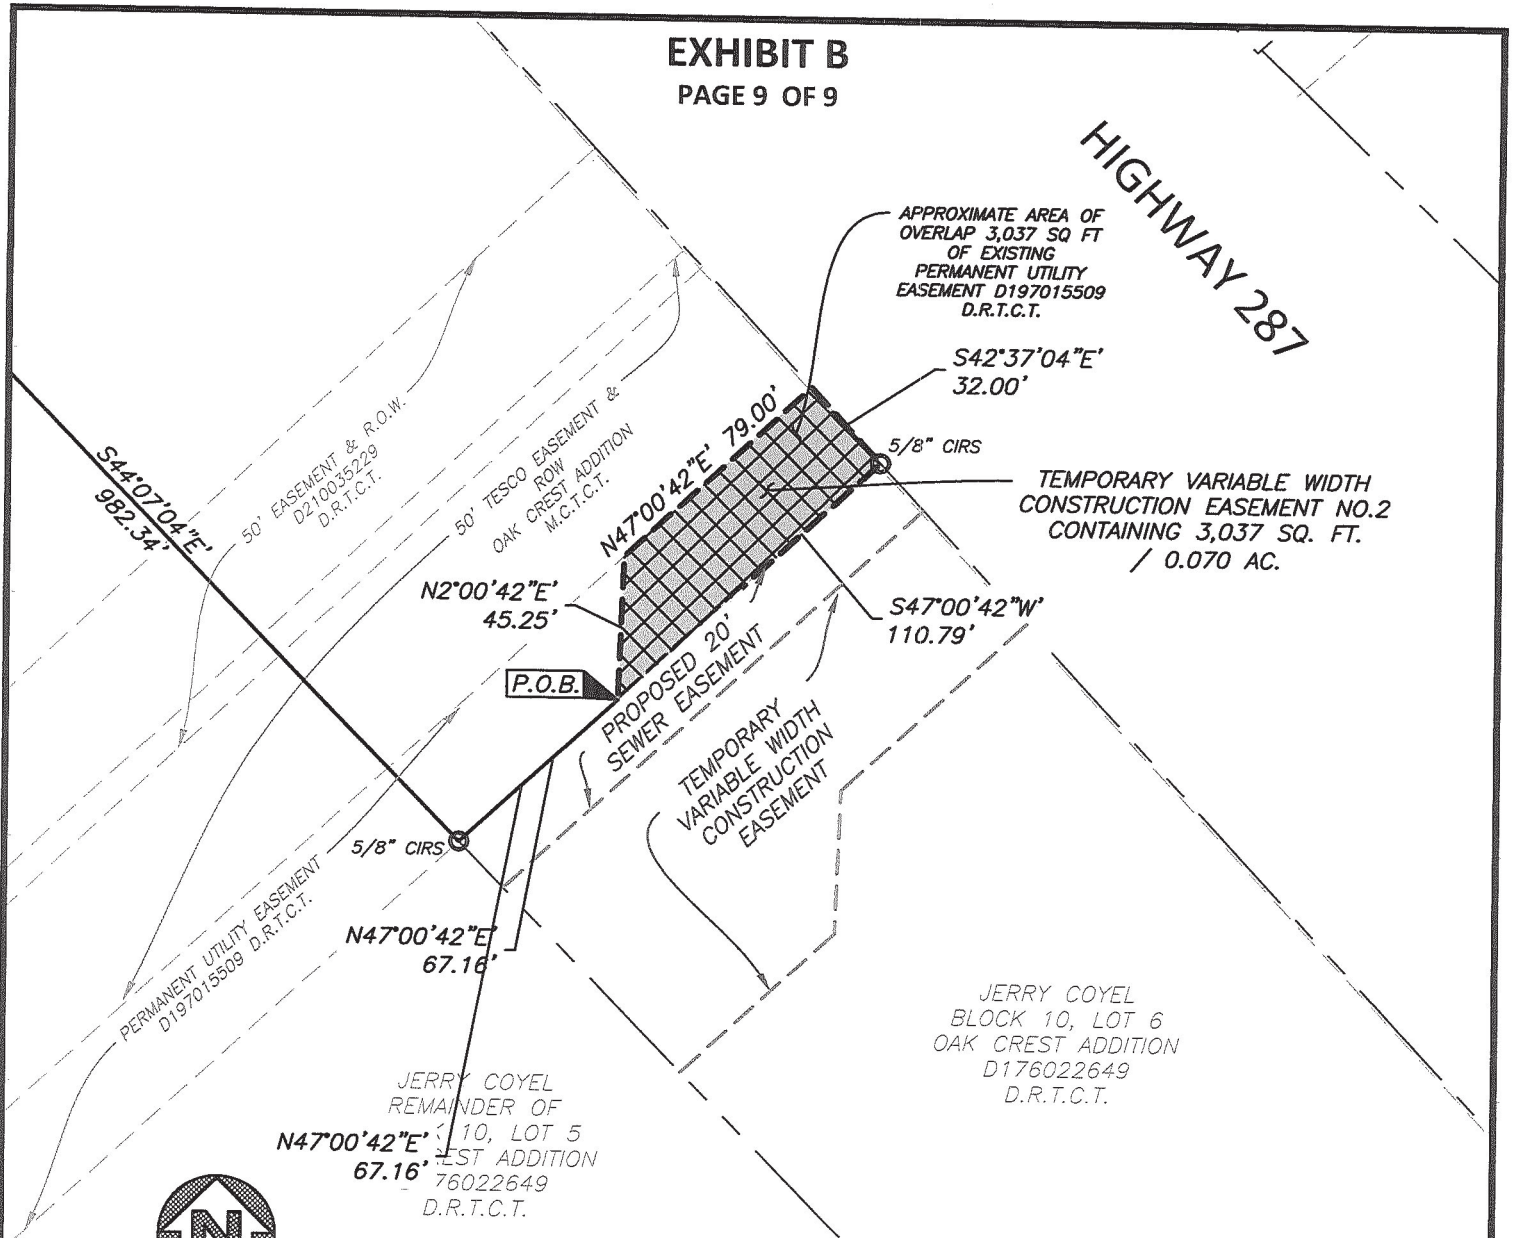 EXHIBIT B
PAGE 9 OF 9
HIGHWAY 287
APPROXIMATE AREA OF
OVERLAP 3,037 SQ FT
OF EXISTING
PERMANENT UTILITY
EASEMENT D197015509
D.R.T.C.T.
S42°37'04"E'
32.00'
5/8" CIRS
TEMPORARY VARIABLE WIDTH
CONSTRUCTION EASEMENT NO.2
CONTAINING 3,037 SQ. FT.
/ 0.070 AC.
N47°00'42"E' 79.00'
50' EASEMENT & R.O.W.
D210035229
D.R.T.C.T.
50' TESCO EASEMENT &
ROW
OAK CREST ADDITION
M.C.T.C.T.
S44°07'04"E'
982.34'
N2°00'42"E'
45.25'
S47°00'42"W'
110.79'
P.O.B.
PROPOSED 20'
SEWER EASEMENT
TEMPORARY
VARIABLE WIDTH
CONSTRUCTION
EASEMENT
5/8" CIRS
PERMANENT UTILITY EASEMENT
D197015509 D.R.T.C.T.
N47°00'42"E'
67.16'
JERRY COYEL
BLOCK 10, LOT 6
OAK CREST ADDITION
D176022649
D.R.T.C.T.
JERRY COYEL
REMAINDER OF
10, LOT 5
EST ADDITION
76022649
D.R.T.C.T.
N47°00'42"E'
67.16'
N